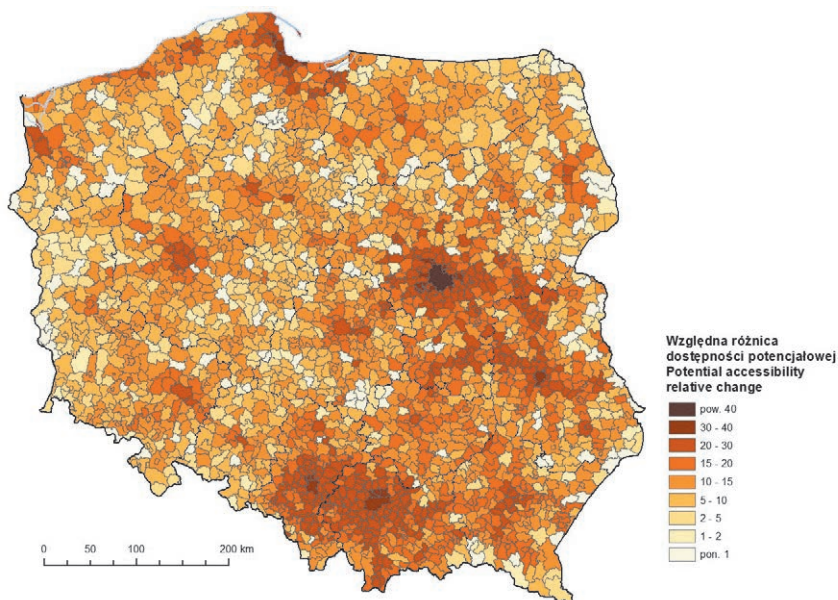 Względna różnica
dostępności potencjałowej
Potential accessibility
relative change
pow. 40
30 - 40
20 - 30
15 - 20
10 - 15
5 - 10
2 - 5
1 - 2
pon. 1
0 50 100 200 km